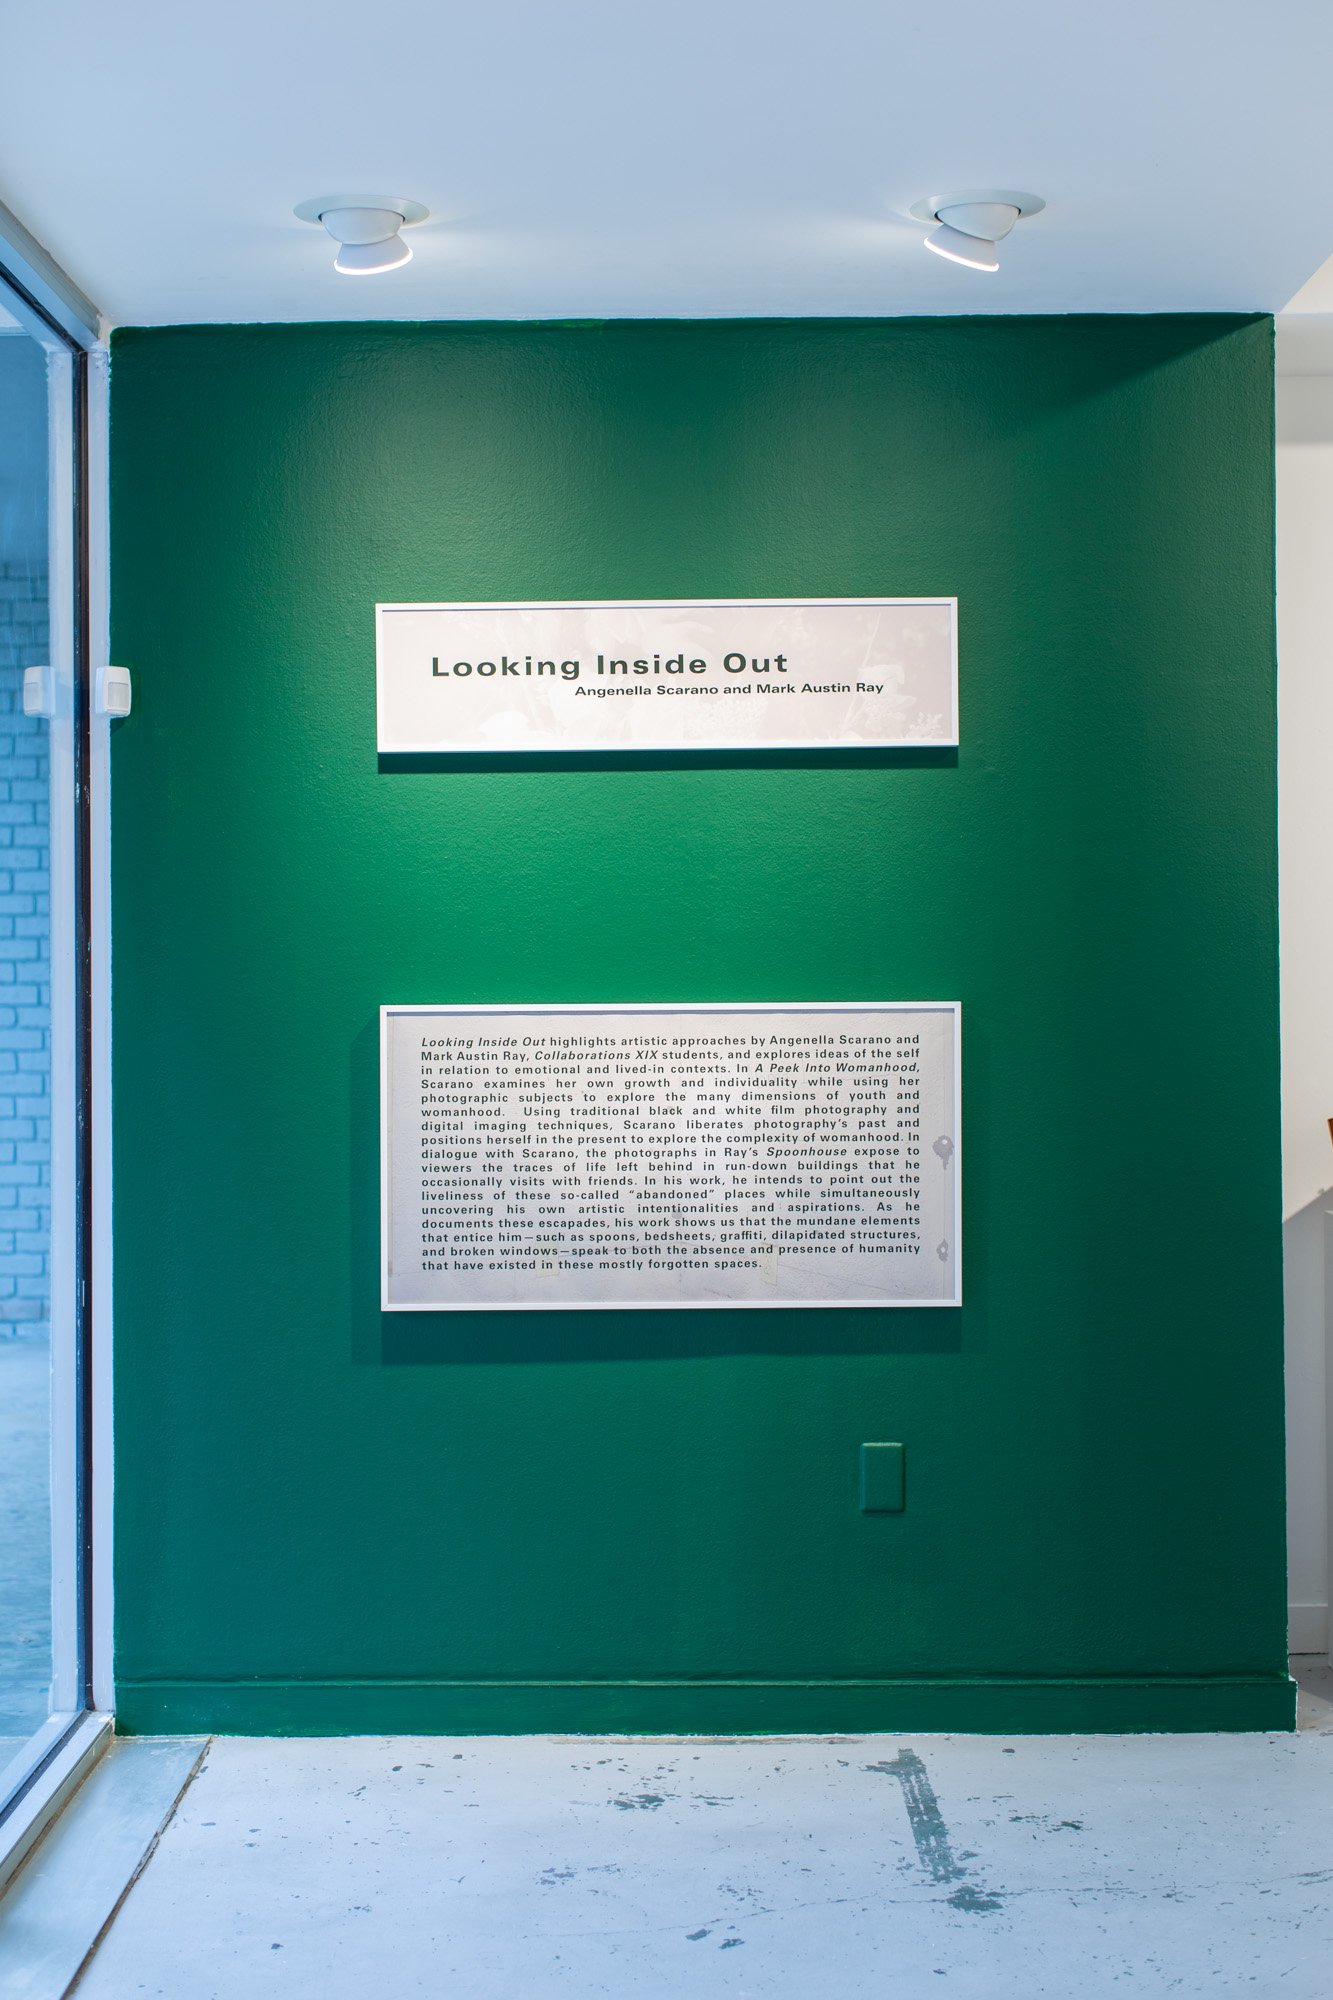 Looking Inside Out
Angenella Scarano and Mark Austin Ray
Looking Inside Out highlights artistic approaches by Angenella Scarano and
Mark Austin Ray, Collaborations XIX students, and explores ideas of the self
in relation to emotional and lived-in contexts. In A Peek Into Womanhood,
Scarano examines her own growth and individuality while using her
photographic subjects to explore the many dimensions of youth and
womanhood. Using traditional black and white film photography and
digital imaging techniques, Scarano liberates photography's past and
positions herself in the present to explore the complexity of womanhood. In
dialogue with Scarano, the photographs in Ray's Spoonhouse expose to
viewers the traces of life left behind in run-down buildings that he
occasionally visits with friends. In his work, he intends to point out the
liveliness of these so-called “abandoned” places while simultaneously
uncovering his own artistic intentionalities and aspirations. As he
documents these escapades, his work shows us that the mundane elements
that entice him—such as spoons, bedsheets, graffiti, dilapidated structures,
and broken windows—speak to both the absence and presence of humanity
that have existed in these mostly forgotten spaces.